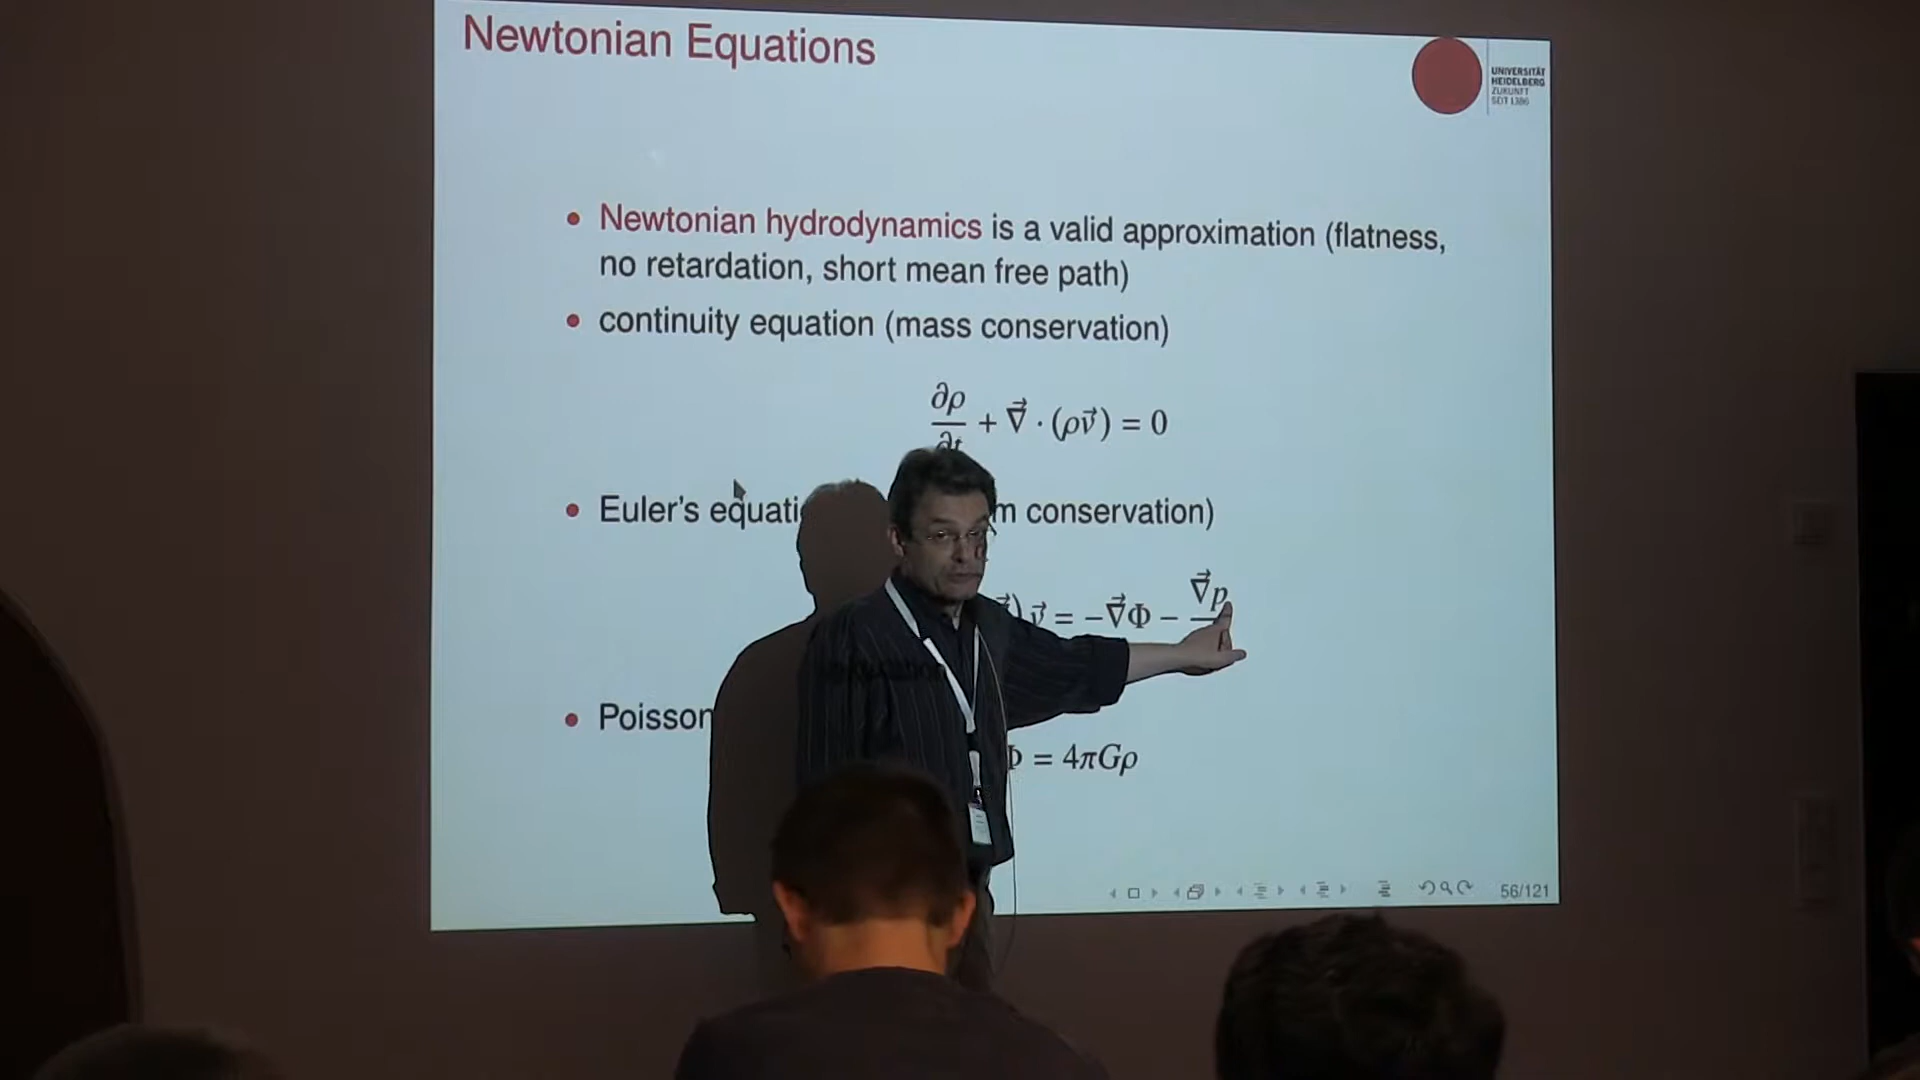 Newtonian Equations
UNIVERSITÄT
HEIDELBERG
ZUKUNFT
SEIT 1386
• Newtonian hydrodynamics is a valid approximation (flatness,
no retardation, short mean free path)
• continuity equation (mass conservation)
∂ρ/∂t + ∇⃗ · (ρv⃗) = 0
• Euler's equati m conservation)
)v⃗ = −∇⃗Φ − ∇⃗p
• Poisson
Φ = 4πGρ
56/121